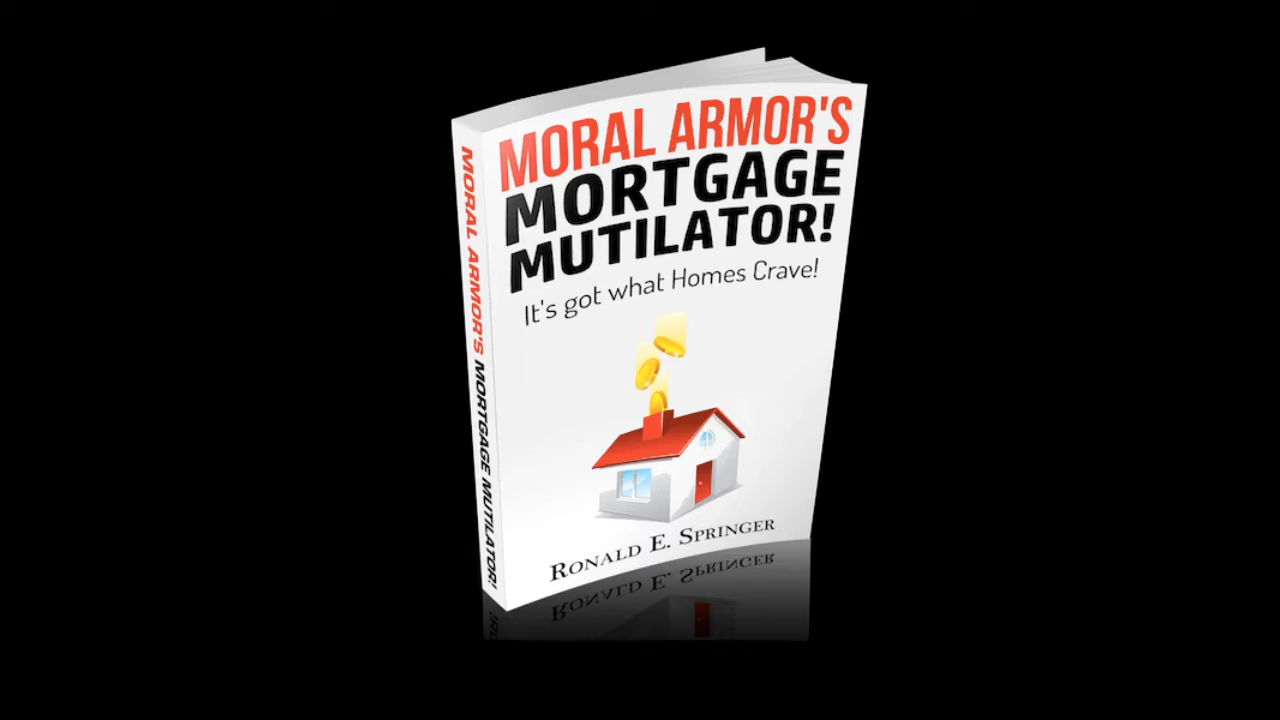 MORAL ARMOR'S
MORTGAGE
MUTILATOR!
It's got what Homes Crave!
RONALD E. SPRINGER
MORAL ARMOR'S MORTGAGE MUTILATOR!